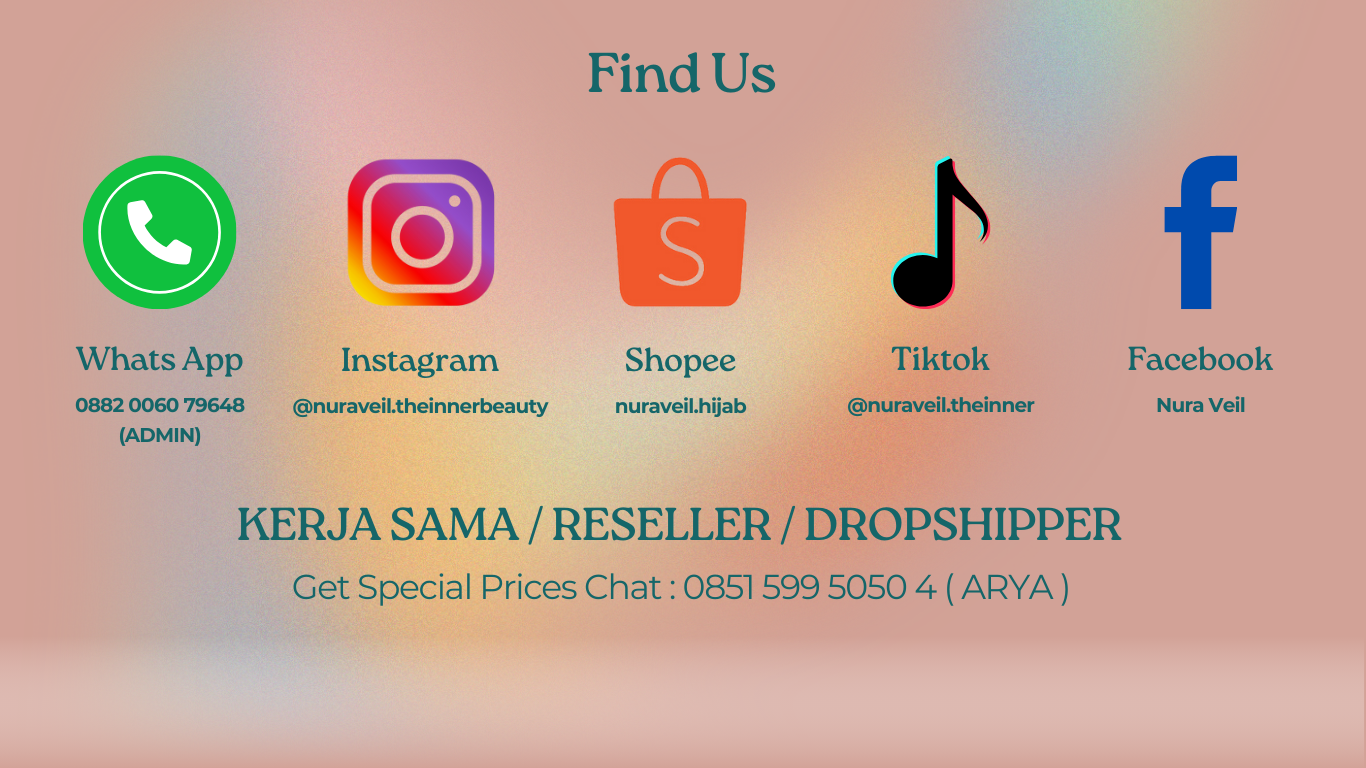 Find Us
Whats App
0882 0060 79648
(ADMIN)
Instagram
@nuraveil.theinnerbeauty
S
Shopee
nuraveil.hijab
Tiktok
@nuraveil.theinner
f
Facebook
Nura Veil
KERJA SAMA / RESELLER / DROPSHIPPER
Get Special Prices Chat : 0851 599 5050 4 ( ARYA )